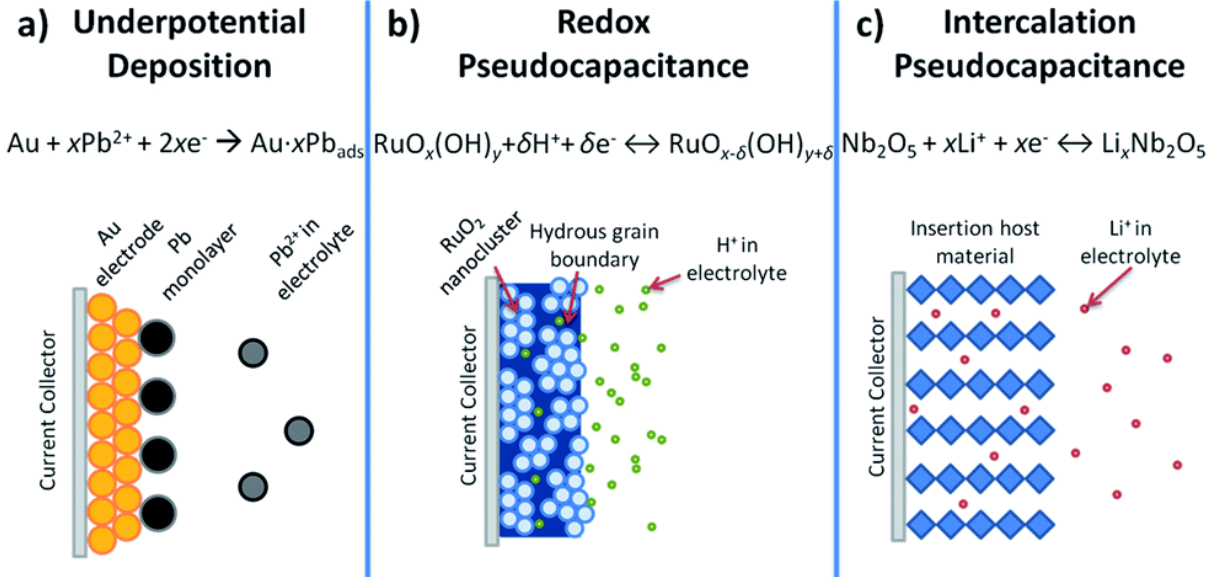 a) Underpotential
Deposition
Au + xPb²⁺ + 2xe⁻ → Au·xPb_ads
Au
electrode
Pb
monolayer
Pb²⁺ in
electrolyte
Current Collector
b) Redox
Pseudocapacitance
RuOₓ(OH)ᵧ+δH⁺+ δe⁻ ↔ RuOₓ₋δ(OH)ᵧ₊δ
RuO₂
nanocluster
Hydrous grain
boundary
H⁺ in
electrolyte
Current Collector
c) Intercalation
Pseudocapacitance
Nb₂O₅ + xLi⁺ + xe⁻ ↔ LiₓNb₂O₅
Insertion host
material
Li⁺ in
electrolyte
Current Collector